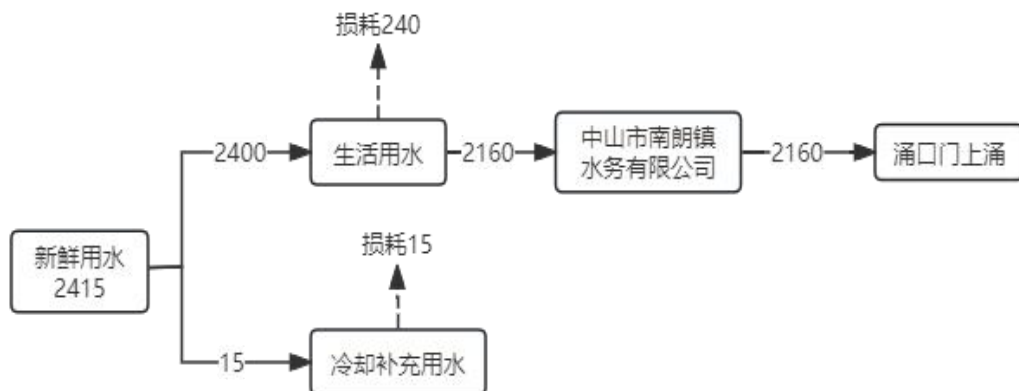 损耗240
2400
生活用水
2160
中山市南朗镇
水务有限公司
2160
涌口门上涌
新鲜用水
2415
损耗15
15
冷却补充用水